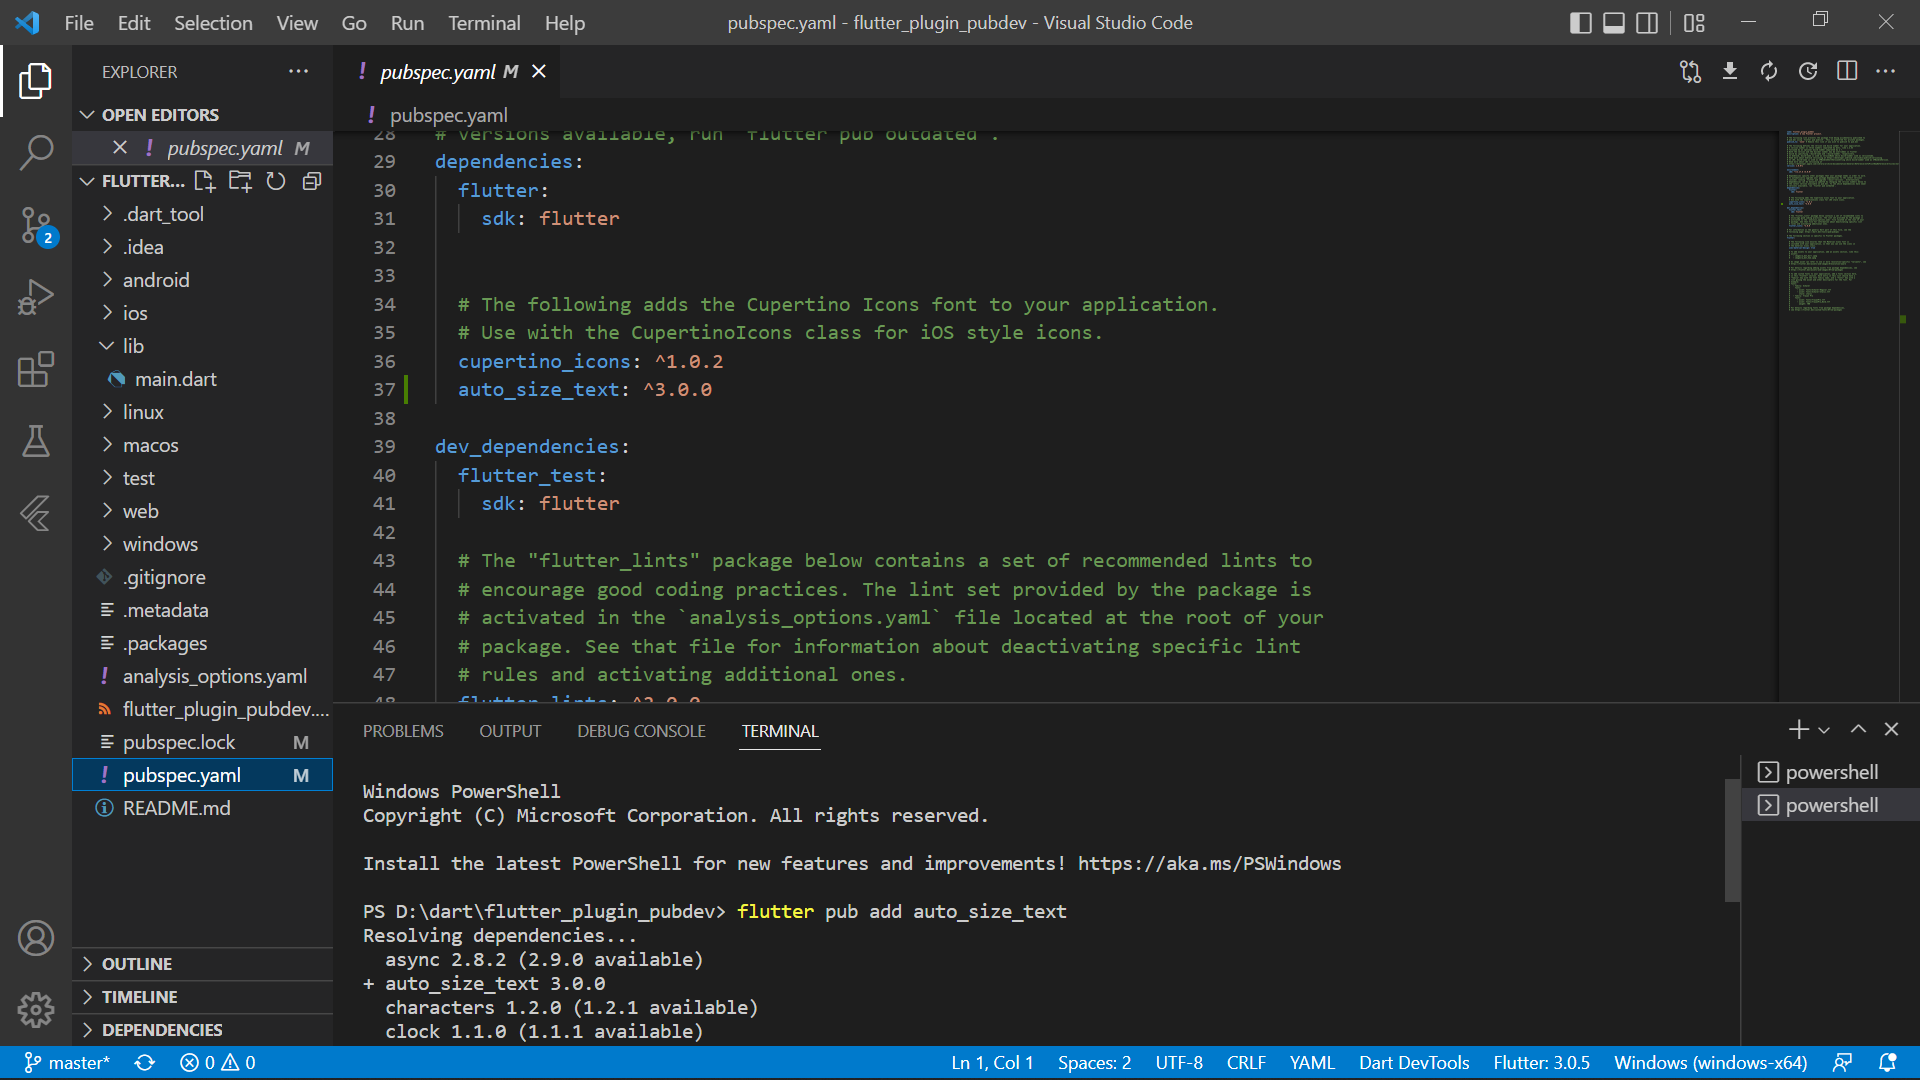 File Edit Selection View Go Run Terminal Help
pubspec.yaml - flutter_plugin_pubdev - Visual Studio Code
EXPLORER
OPEN EDITORS
! pubspec.yaml M
FLUTTER...
.dart_tool
.idea
android
ios
lib
main.dart
linux
macos
test
web
windows
.gitignore
.metadata
.packages
! analysis_options.yaml
flutter_plugin_pubdev....
pubspec.lock M
! pubspec.yaml M
README.md
OUTLINE
TIMELINE
DEPENDENCIES
2
! pubspec.yaml M
! pubspec.yaml
28 # versions available, run `flutter pub outdated`.
29 dependencies:
30 flutter:
31 sdk: flutter
32
33
34 # The following adds the Cupertino Icons font to your application.
35 # Use with the CupertinoIcons class for iOS style icons.
36 cupertino_icons: ^1.0.2
37 auto_size_text: ^3.0.0
38
39 dev_dependencies:
40 flutter_test:
41 sdk: flutter
42
43 # The "flutter_lints" package below contains a set of recommended lints to
44 # encourage good coding practices. The lint set provided by the package is
45 # activated in the `analysis_options.yaml` file located at the root of your
46 # package. See that file for information about deactivating specific lint
47 # rules and activating additional ones.
48 flutter_lints: ^2.0.0
PROBLEMS OUTPUT DEBUG CONSOLE TERMINAL
Windows PowerShell
Copyright (C) Microsoft Corporation. All rights reserved.
Install the latest PowerShell for new features and improvements! https://aka.ms/PSWindows
PS D:\dart\flutter_plugin_pubdev> flutter pub add auto_size_text
Resolving dependencies...
async 2.8.2 (2.9.0 available)
+ auto_size_text 3.0.0
characters 1.2.0 (1.2.1 available)
clock 1.1.0 (1.1.1 available)
powershell
powershell
master* 0 0 Ln 1, Col 1 Spaces: 2 UTF-8 CRLF YAML Dart DevTools Flutter: 3.0.5 Windows (windows-x64)